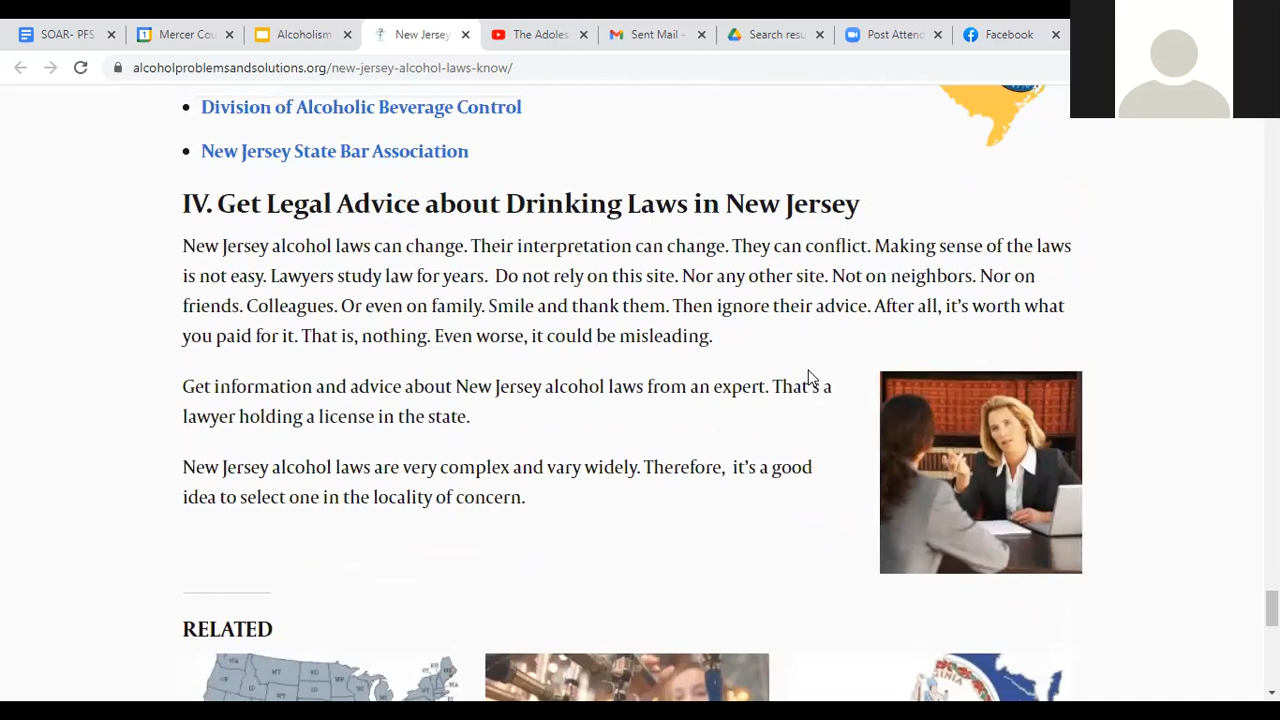 SOAR- PFS
Mercer Cou
Alcoholism
New Jersey
The Adoles
Sent Mail -
Search resu
Post Attend
Facebook
alcoholproblemsandsolutions.org/new-jersey-alcohol-laws-know/
Division of Alcoholic Beverage Control
New Jersey State Bar Association
IV. Get Legal Advice about Drinking Laws in New Jersey
New Jersey alcohol laws can change. Their interpretation can change. They can conflict. Making sense of the laws
is not easy. Lawyers study law for years. Do not rely on this site. Nor any other site. Not on neighbors. Nor on
friends. Colleagues. Or even on family. Smile and thank them. Then ignore their advice. After all, it’s worth what
you paid for it. That is, nothing. Even worse, it could be misleading.
Get information and advice about New Jersey alcohol laws from an expert. That’s a
lawyer holding a license in the state.
New Jersey alcohol laws are very complex and vary widely. Therefore, it’s a good
idea to select one in the locality of concern.
RELATED